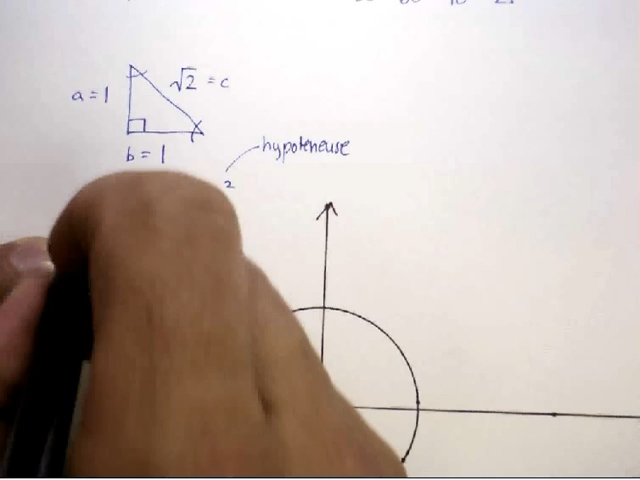 √2 = c
a = 1
b = 1
hypoteneuse
2